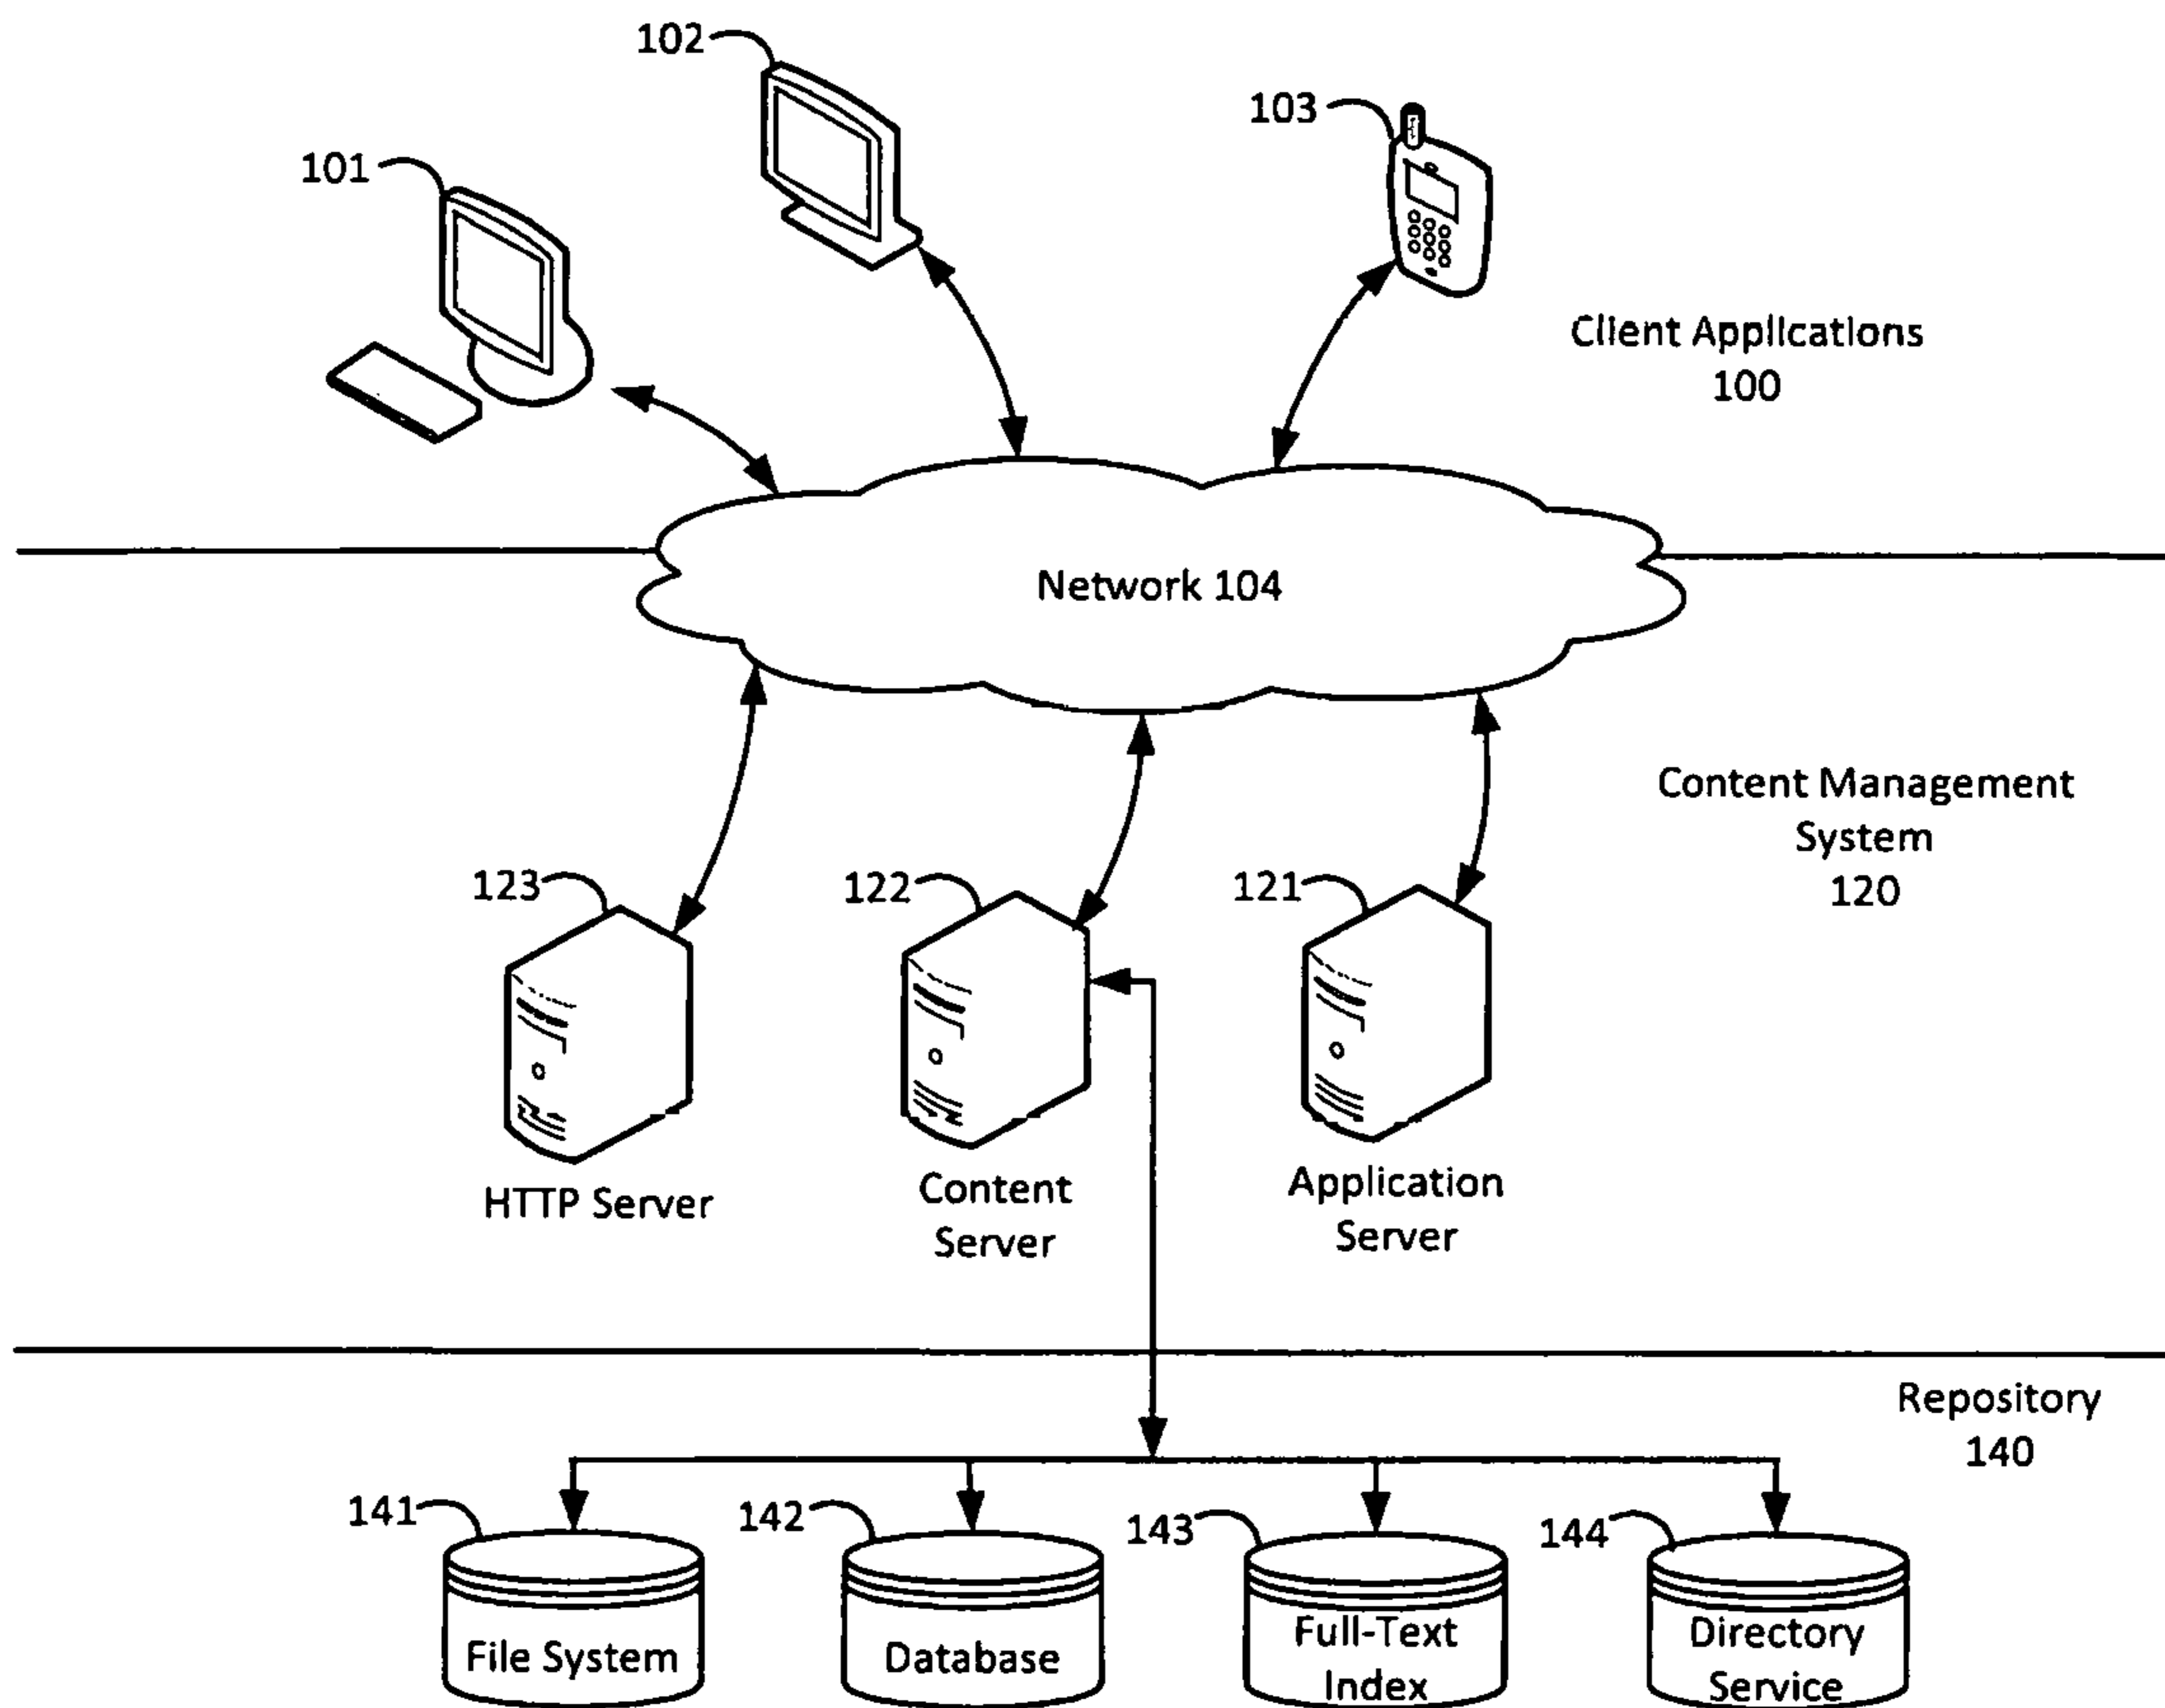 102
103
101
Client Applications
100
Network 104
Content Management
System
120
123
122
121
HTTP Server
Content
Server
Application
Server
Repository
140
141
142
143
144
File System
Database
Full-Text
Index
Directory
Service